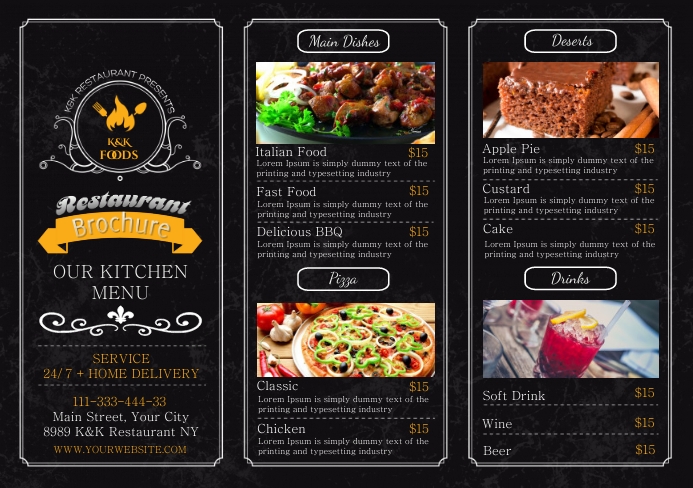 K&K RESTAURANT PRESENTS
K&K
FOODS
Restaurant
Brochure
OUR KITCHEN
MENU
SERVICE
24/7 + HOME DELIVERY
111-333-444-33
Main Street, Your City
8989 K&K Restaurant NY
WWW.YOURWEBSITE.COM
Main Dishes
Italian Food $15
Lorem Ipsum is simply dummy text of the
printing and typesetting industry
Fast Food $15
Lorem Ipsum is simply dummy text of the
printing and typesetting industry
Delicious BBQ $15
Lorem Ipsum is simply dummy text of the
printing and typesetting industry
Pizza
Classic $15
Lorem Ipsum is simply dummy text of the
printing and typesetting industry
Chicken $15
Lorem Ipsum is simply dummy text of the
printing and typesetting industry
Deserts
Apple Pie $15
Lorem Ipsum is simply dummy text of the
printing and typesetting industry
Custard $15
Lorem Ipsum is simply dummy text of the
printing and typesetting industry
Cake $15
Lorem Ipsum is simply dummy text of the
printing and typesetting industry
Drinks
Soft Drink $15
Wine $15
Beer $15